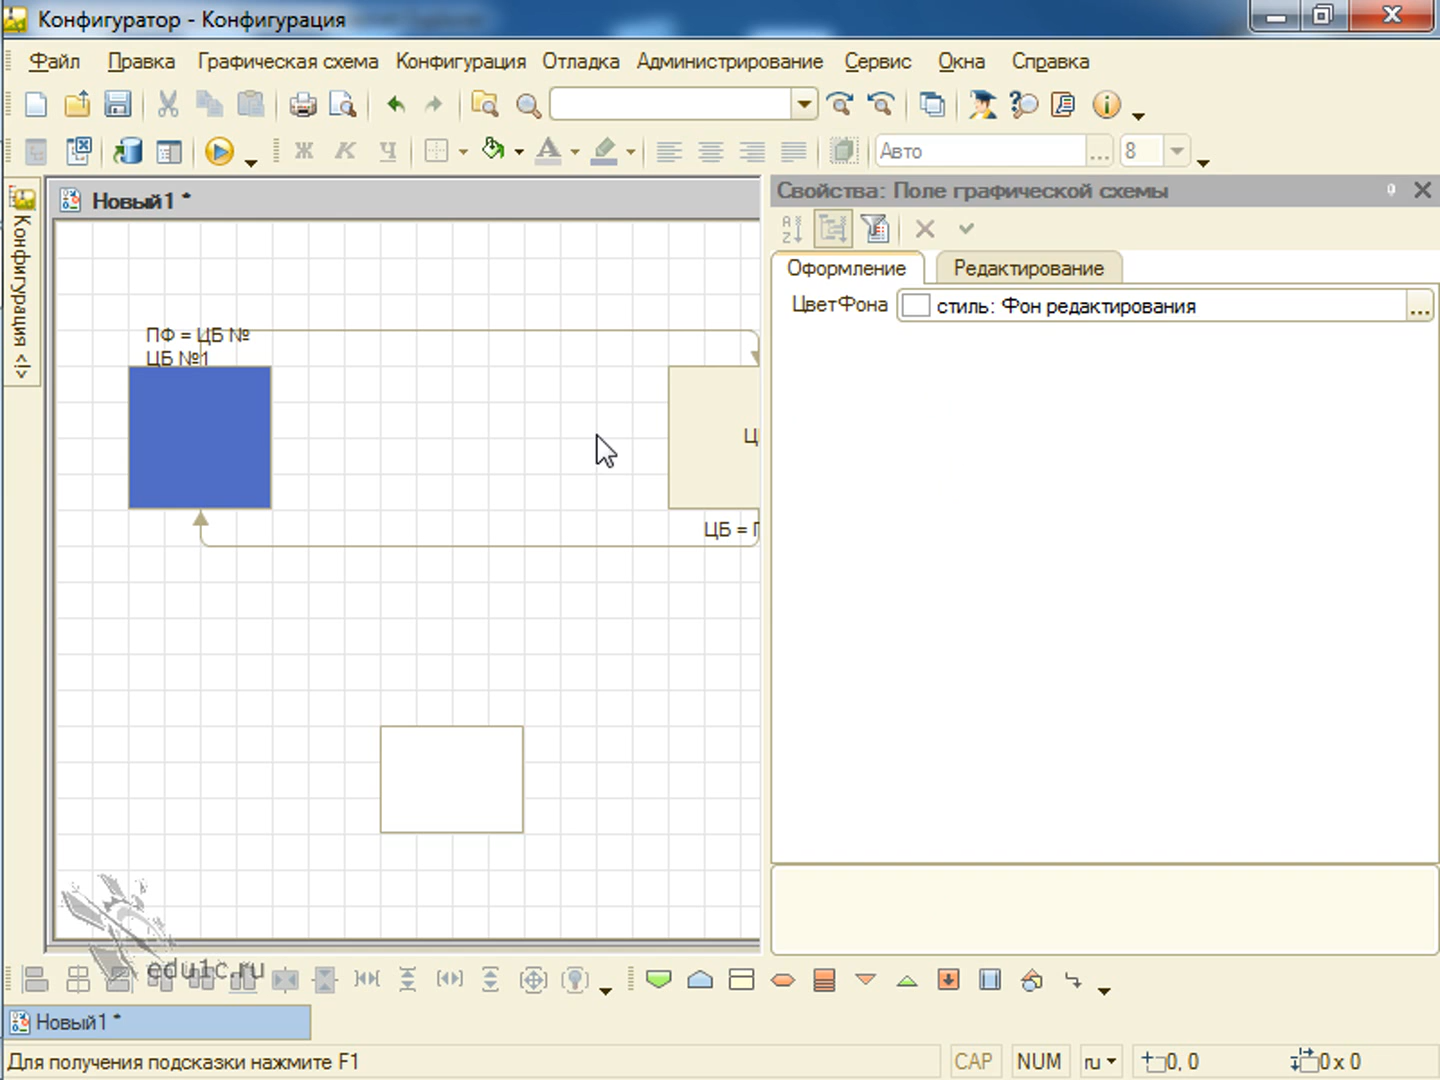 Конфигуратор - Конфигурация
Файл Правка Графическая схема Конфигурация Отладка Администрирование Сервис Окна Справка
Ж К Ч A Авто ... 8
Конфигурация <!>
Новый1 *
Свойства: Поле графической схемы
Оформление Редактирование
ЦветФона стиль: Фон редактирования ...
ПФ = ЦБ №
ЦБ №1
ЦБ =
edu1c.ru
Новый1 *
Для получения подсказки нажмите F1
CAP NUM ru 0, 0 0 x 0